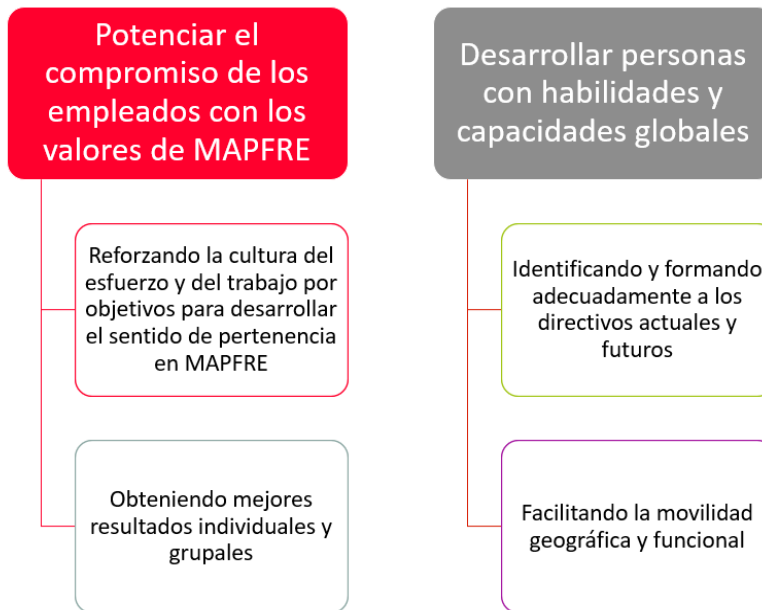 Potenciar el
compromiso de los
empleados con los
valores de MAPFRE
Reforzando la cultura del
esfuerzo y del trabajo por
objetivos para desarrollar
el sentido de pertenencia
en MAPFRE
Obteniendo mejores
resultados individuales y
grupales
Desarrollar personas
con habilidades y
capacidades globales
Identificando y formando
adecuadamente a los
directivos actuales y
futuros
Facilitando la movilidad
geográfica y funcional